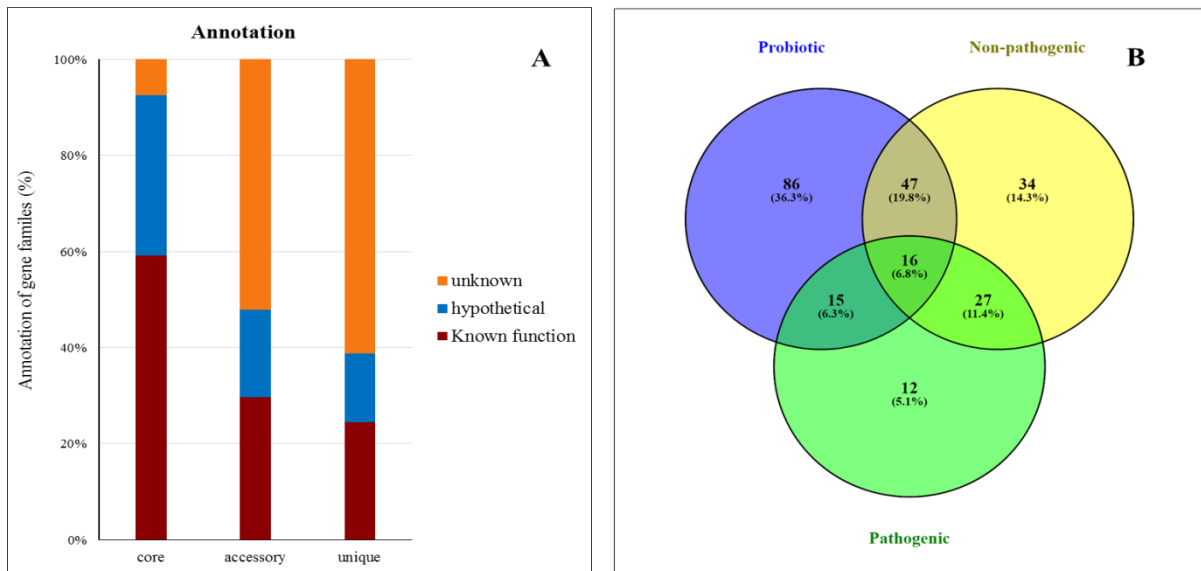 Annotation
A
100%
80%
60%
40%
20%
0%
Annotation of gene familes (%)
core
accessory
unique
unknown
hypothetical
Known function
B
Probiotic
Non-pathogenic
86
(36.3%)
47
(19.8%)
34
(14.3%)
16
(6.8%)
15
(6.3%)
27
(11.4%)
12
(5.1%)
Pathogenic